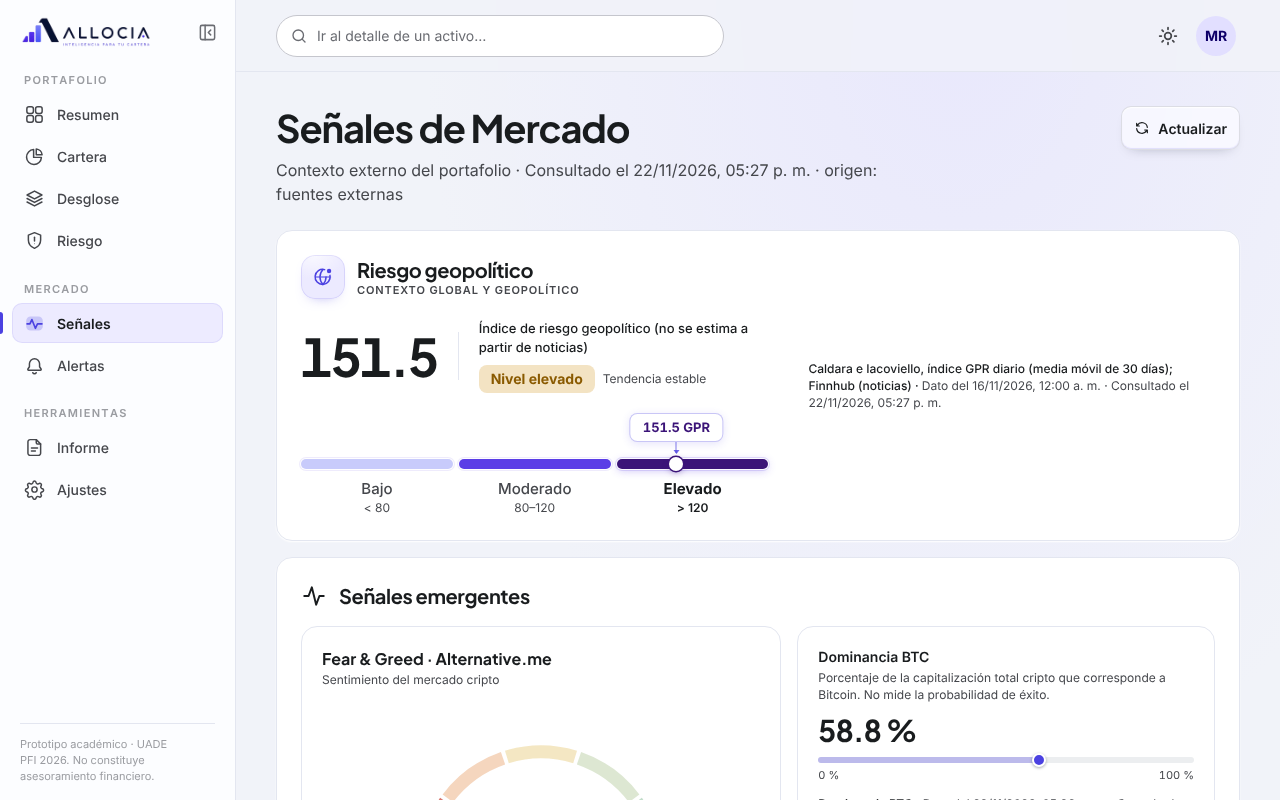 ALLOCIA
INTELIGENCIA PARA TU CARTERA
Ir al detalle de un activo...
MR
PORTAFOLIO
Resumen
Cartera
Desglose
Riesgo
MERCADO
Señales
Alertas
HERRAMIENTAS
Informe
Ajustes
Prototipo académico · UADE
PFI 2026. No constituye
asesoramiento financiero.
Señales de Mercado
Actualizar
Contexto externo del portafolio · Consultado el 22/11/2026, 05:27 p. m. · origen:
fuentes externas
Riesgo geopolítico
CONTEXTO GLOBAL Y GEOPOLÍTICO
151.5
Índice de riesgo geopolítico (no se estima a
partir de noticias)
Nivel elevado
Tendencia estable
Caldara e Iacoviello, índice GPR diario (media móvil de 30 días);
Finnhub (noticias) · Dato del 16/11/2026, 12:00 a. m. · Consultado el
22/11/2026, 05:27 p. m.
151.5 GPR
Bajo
< 80
Moderado
80–120
Elevado
> 120
Señales emergentes
Fear & Greed · Alternative.me
Sentimiento del mercado cripto
Dominancia BTC
Porcentaje de la capitalización total cripto que corresponde a
Bitcoin. No mide la probabilidad de éxito.
58.8 %
0 %
100 %